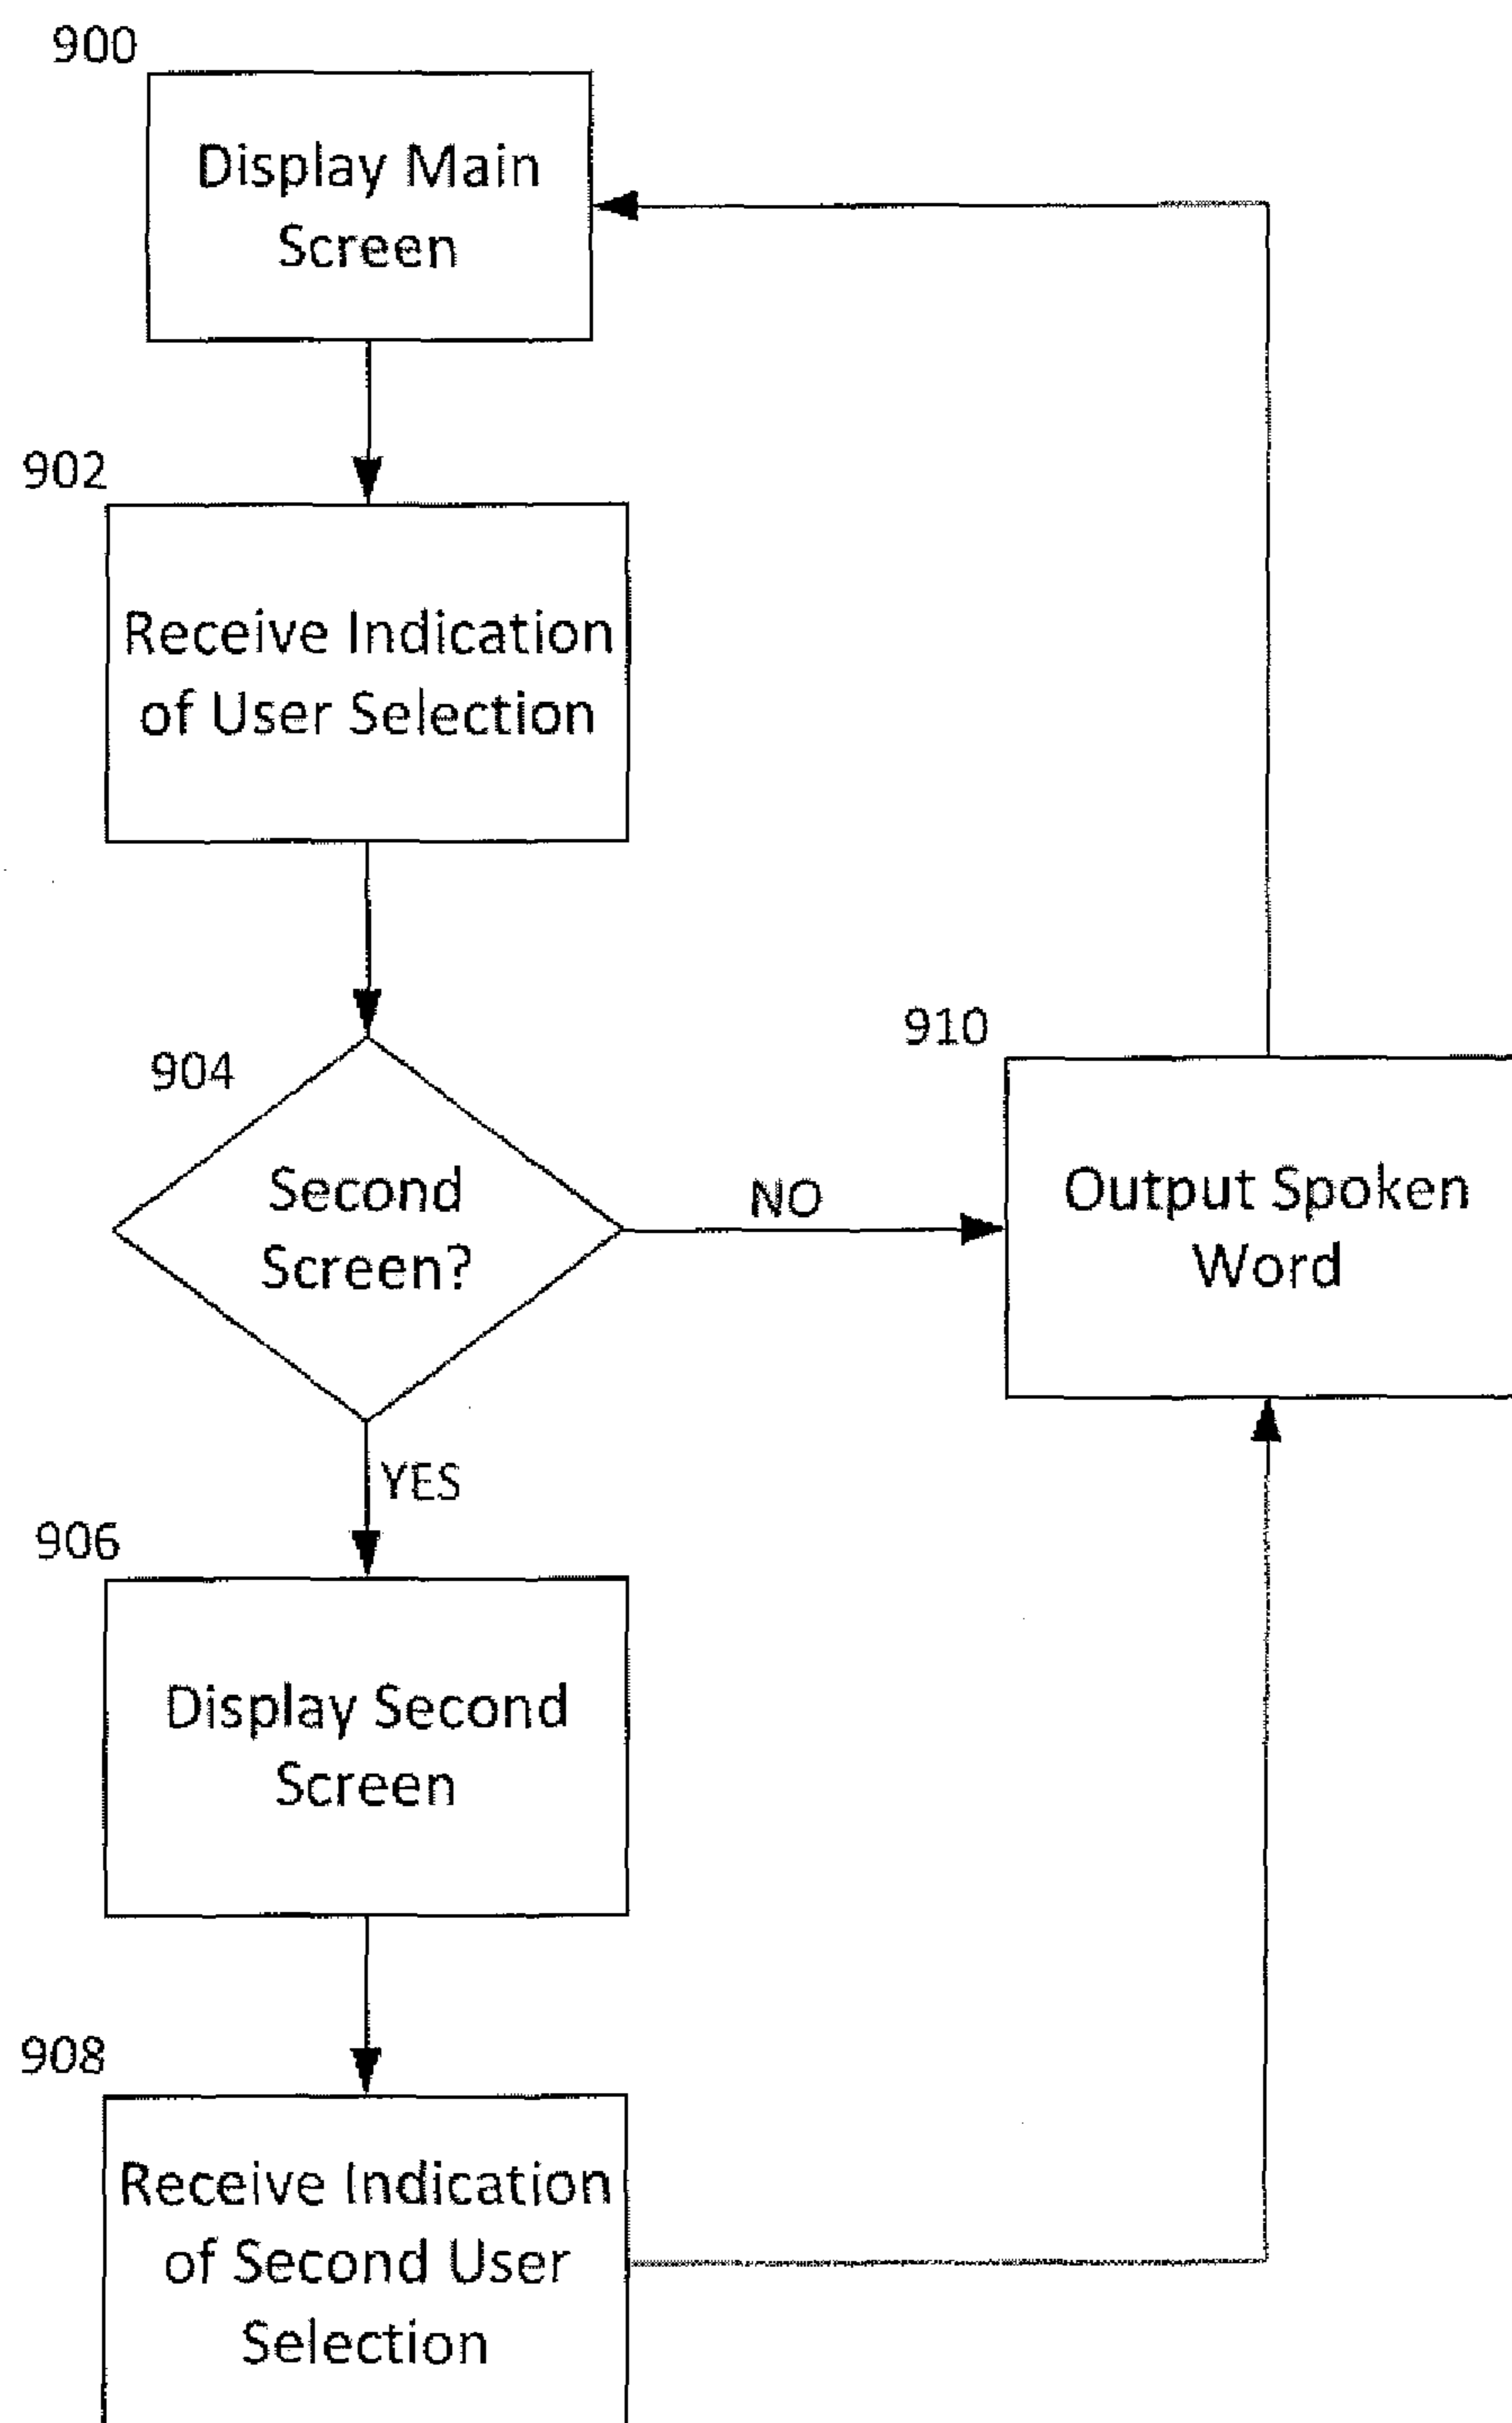 900
Display Main
Screen
902
Receive Indication
of User Selection
904
Second
Screen?
NO
910
Output Spoken
Word
YES
906
Display Second
Screen
908
Receive Indication
of Second User
Selection